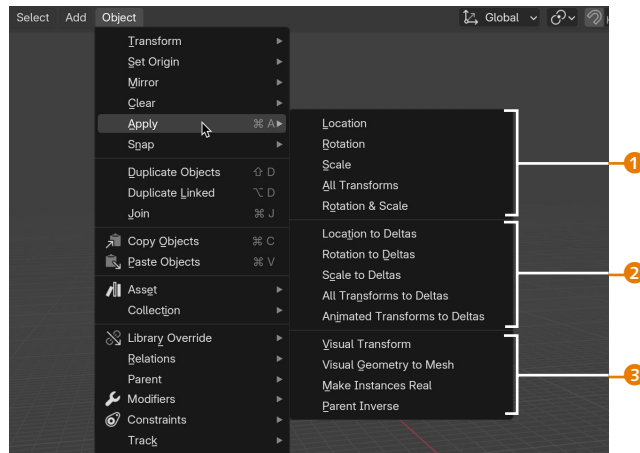 Select Add Object Global
Transform
Set Origin
Mirror
Clear
Apply ⌘ A
Snap
Duplicate Objects ⇧ D
Duplicate Linked ⌥ D
Join ⌘ J
Copy Objects ⌘ C
Paste Objects ⌘ V
Asset
Collection
Library Override
Relations
Parent
Modifiers
Constraints
Track
Location
Rotation
Scale
All Transforms
Rotation & Scale
Location to Deltas
Rotation to Deltas
Scale to Deltas
All Transforms to Deltas
Animated Transforms to Deltas
Visual Transform
Visual Geometry to Mesh
Make Instances Real
Parent Inverse
1
2
3